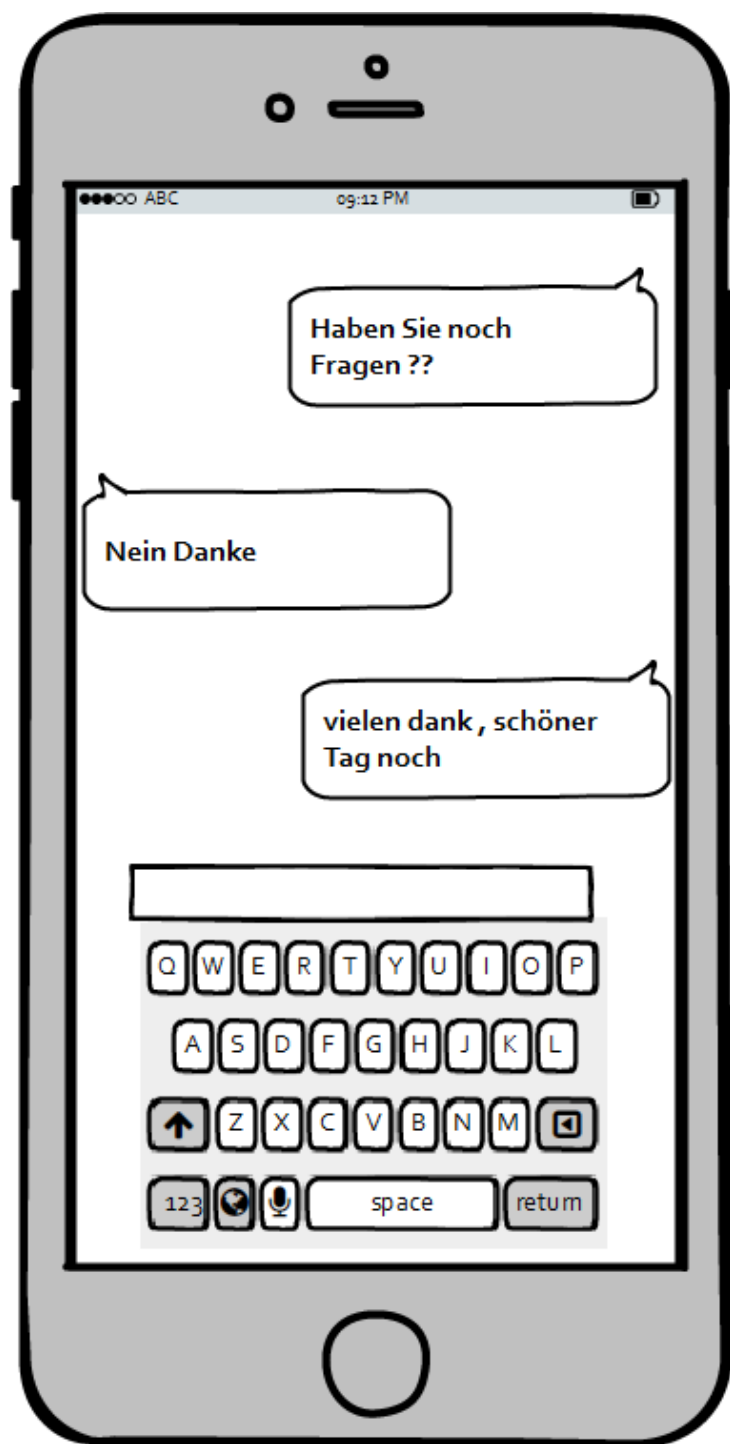 ABC 09:12 PM
Haben Sie noch
Fragen ??
Nein Danke
vielen dank , schöner
Tag noch
Q W E R T Y U I O P
A S D F G H J K L
Z X C V B N M
123 space return